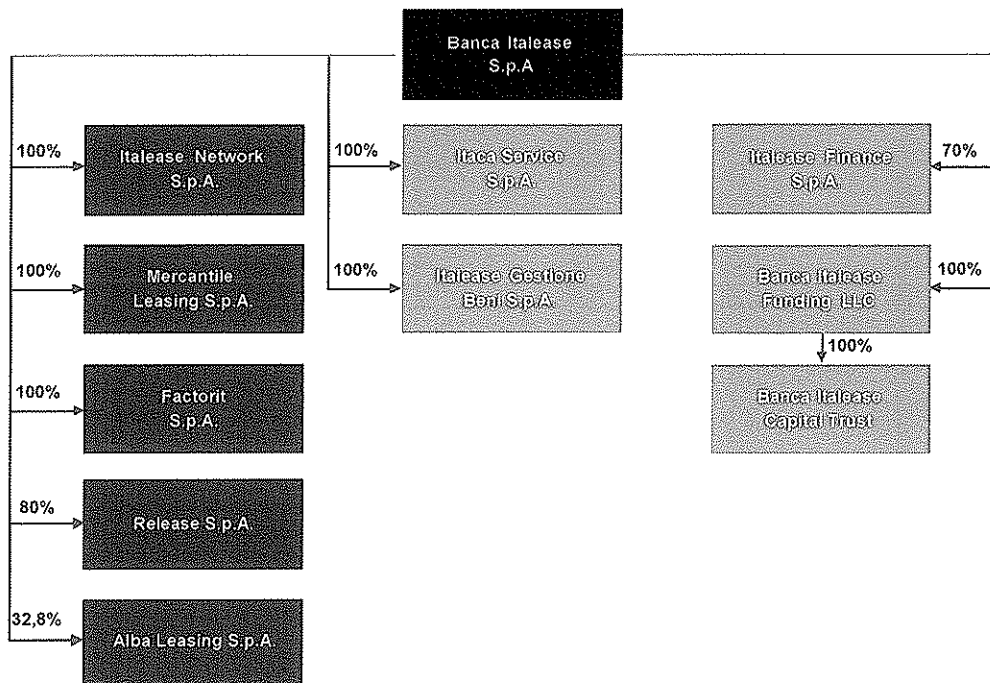 Banca Italease
S.p.A
100%
Italease Network
S.p.A.
100%
Itaca Service
S.p.A.
Italease Finance
S.p.A.
70%
100%
Mercantile
Leasing S.p.A.
100%
Italease Gestione
Beni S.p.A.
Banca Italease
Funding LLC
100%
100%
100%
Factorit
S.p.A.
Banca Italease
Capital Trust
80%
Release S.p.A.
32,8%
Alba Leasing S.p.A.